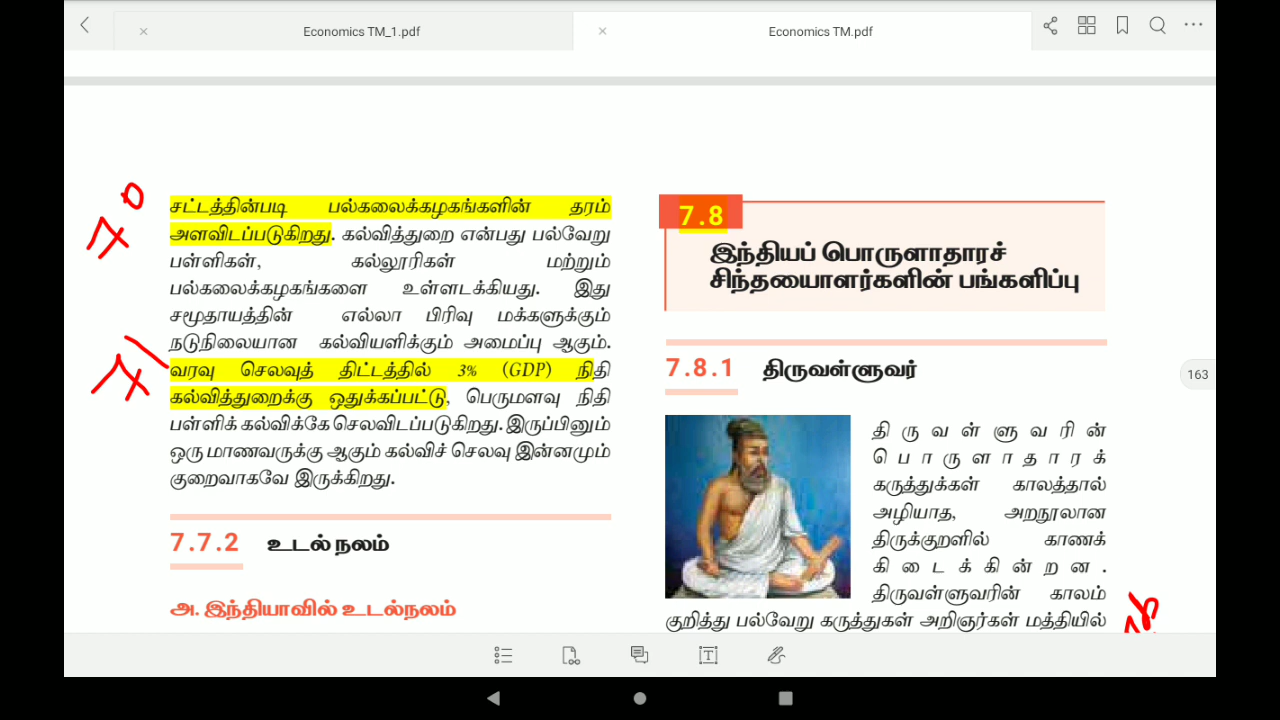 Economics TM_1.pdf
Economics TM.pdf
70
சட்டத்தின்படி பல்கலைக்கழகங்களின் தரம்
அளவிடப்படுகிறது. கல்வித்துறை என்பது பல்வேறு
பள்ளிகள், கல்லூரிகள் மற்றும்
பல்கலைக்கழகங்களை உள்ளடக்கியது. இது
சமூதாயத்தின் எல்லா பிரிவு மக்களுக்கும்
நடுநிலையான கல்வியளிக்கும் அமைப்பு ஆகும்.
71
வரவு செலவுத் திட்டத்தில் 3% (GDP) நிதி
கல்வித்துறைக்கு ஒதுக்கப்பட்டு, பெருமளவு நிதி
பள்ளிக் கல்விக்கே செலவிடப்படுகிறது. இருப்பினும்
ஒரு மாணவருக்கு ஆகும் கல்விச் செலவு இன்னமும்
குறைவாகவே இருக்கிறது.
7.7.2 உடல் நலம்
அ. இந்தியாவில் உடல்நலம்
7.8
இந்தியப் பொருளாதாரச்
சிந்தயைாளர்களின் பங்களிப்பு
7.8.1 திருவள்ளுவர்
திருவள்ளுவரின்
பொருளாதாரக்
கருத்துக்கள் காலத்தால்
அழியாத, அறநூலான
திருக்குறளில் காணக்
கிடைக்கின்றன.
திருவள்ளுவரின் காலம்
குறித்து பல்வேறு கருத்துகள் அறிஞர்கள் மத்தியில்
163